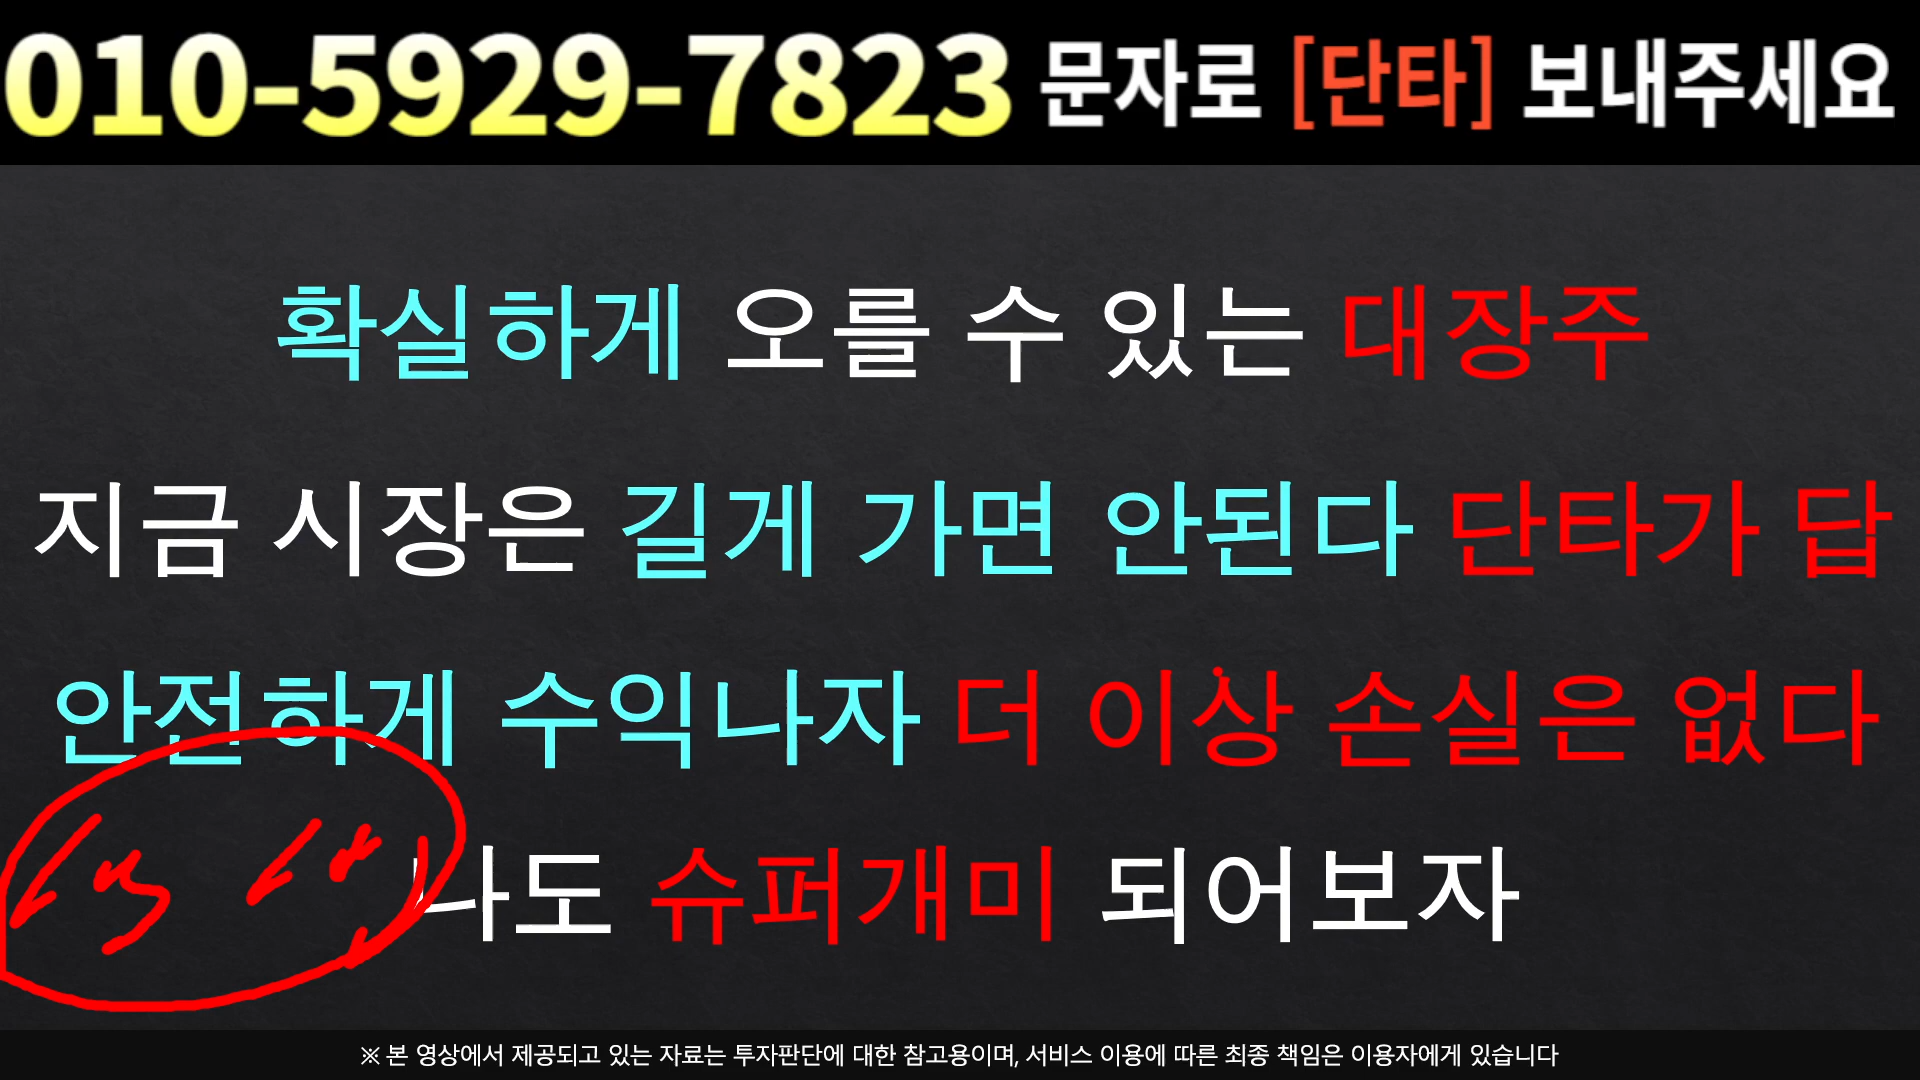 010-5929-7823 문자로 [단타] 보내주세요
확실하게 오를 수 있는 대장주
지금 시장은 길게 가면 안된다 단타가 답
안전하게 수익나자 더 이상 손실은 없다
나도 슈퍼개미 되어보자
※ 본 영상에서 제공되고 있는 자료는 투자판단에 대한 참고용이며, 서비스 이용에 따른 최종 책임은 이용자에게 있습니다